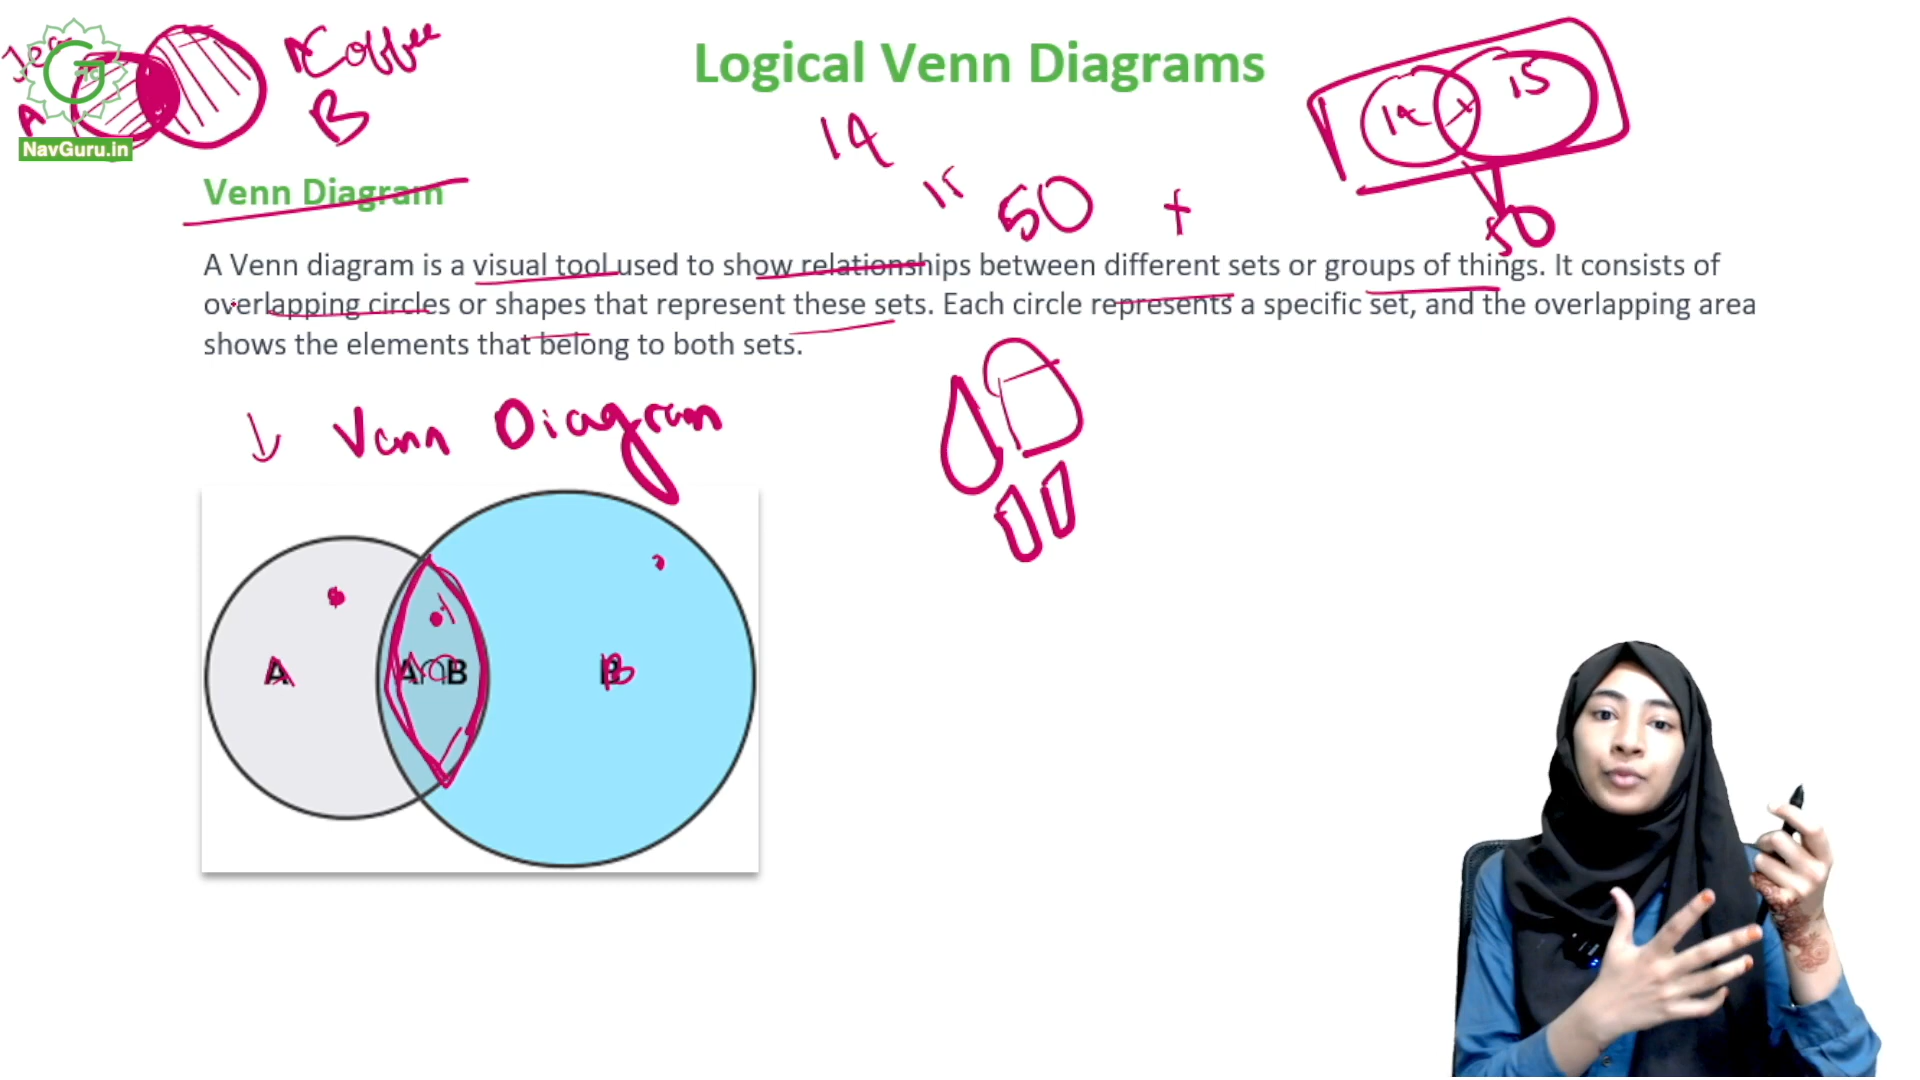 Logical Venn Diagrams
Coffee
A
B
NavGuru.in
14
15
14
15
50
+
50
Venn Diagram
A Venn diagram is a visual tool used to show relationships between different sets or groups of things. It consists of
overlapping circles or shapes that represent these sets. Each circle represents a specific set, and the overlapping area
shows the elements that belong to both sets.
Venn Diagram
A
A∩B
B